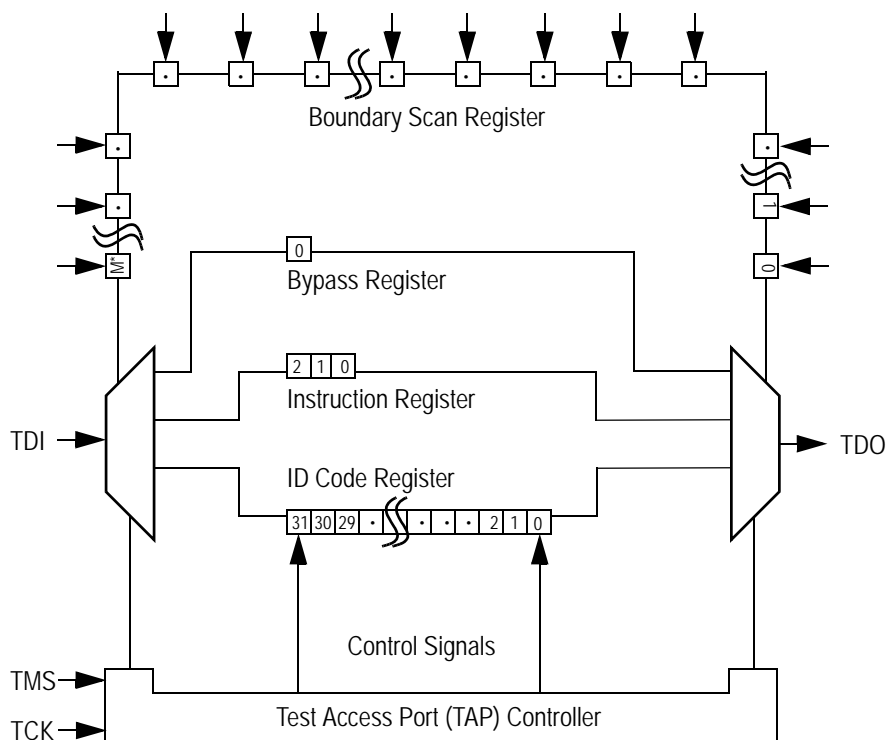 Boundary Scan Register
1
M*
0
0
Bypass Register
2 1 0
Instruction Register
TDI
TDO
ID Code Register
31 30 29 · · · · 2 1 0
Control Signals
TMS
Test Access Port (TAP) Controller
TCK